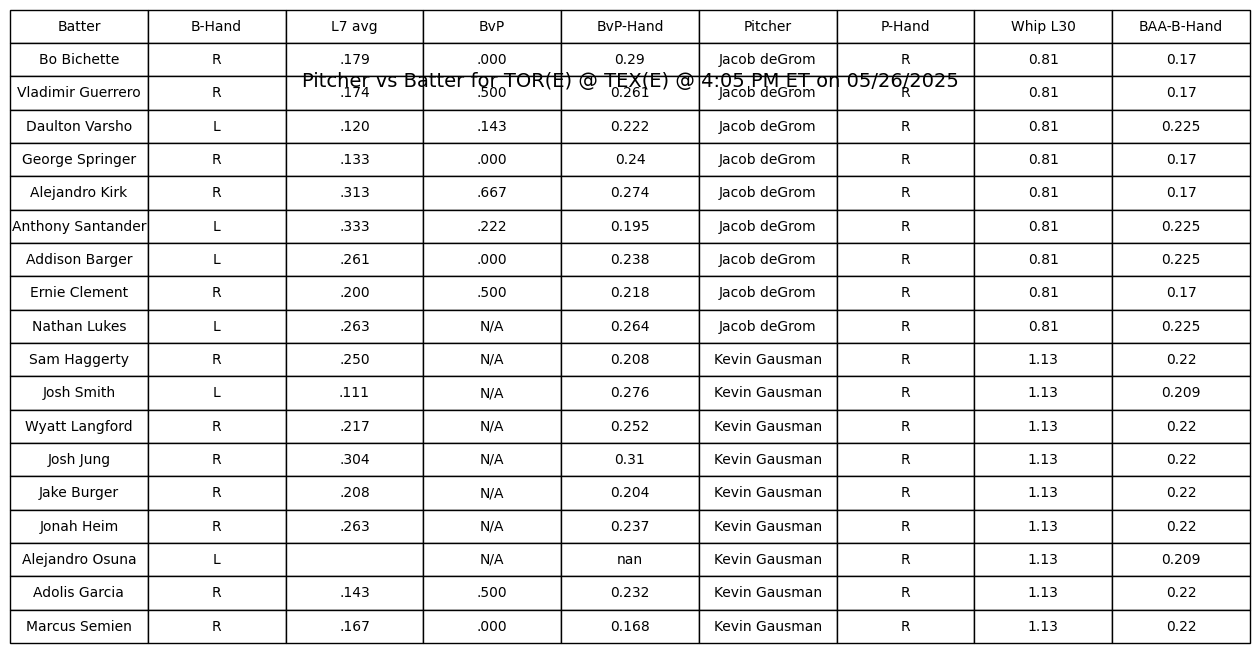 Batter B-Hand L7 avg BvP BvP-Hand Pitcher P-Hand Whip L30 BAA-B-Hand
Bo Bichette R .179 .000 0.29 Jacob deGrom R 0.81 0.17
Pitcher vs Batter for TOR(E) @ TEX(E) @ 4:05 PM ET on 05/26/2025
Vladimir Guerrero R .174 .500 0.261 Jacob deGrom R 0.81 0.17
Daulton Varsho L .120 .143 0.222 Jacob deGrom R 0.81 0.225
George Springer R .133 .000 0.24 Jacob deGrom R 0.81 0.17
Alejandro Kirk R .313 .667 0.274 Jacob deGrom R 0.81 0.17
Anthony Santander L .333 .222 0.195 Jacob deGrom R 0.81 0.225
Addison Barger L .261 .000 0.238 Jacob deGrom R 0.81 0.225
Ernie Clement R .200 .500 0.218 Jacob deGrom R 0.81 0.17
Nathan Lukes L .263 N/A 0.264 Jacob deGrom R 0.81 0.225
Sam Haggerty R .250 N/A 0.208 Kevin Gausman R 1.13 0.22
Josh Smith L .111 N/A 0.276 Kevin Gausman R 1.13 0.209
Wyatt Langford R .217 N/A 0.252 Kevin Gausman R 1.13 0.22
Josh Jung R .304 N/A 0.31 Kevin Gausman R 1.13 0.22
Jake Burger R .208 N/A 0.204 Kevin Gausman R 1.13 0.22
Jonah Heim R .263 N/A 0.237 Kevin Gausman R 1.13 0.22
Alejandro Osuna L N/A nan Kevin Gausman R 1.13 0.209
Adolis Garcia R .143 .500 0.232 Kevin Gausman R 1.13 0.22
Marcus Semien R .167 .000 0.168 Kevin Gausman R 1.13 0.22